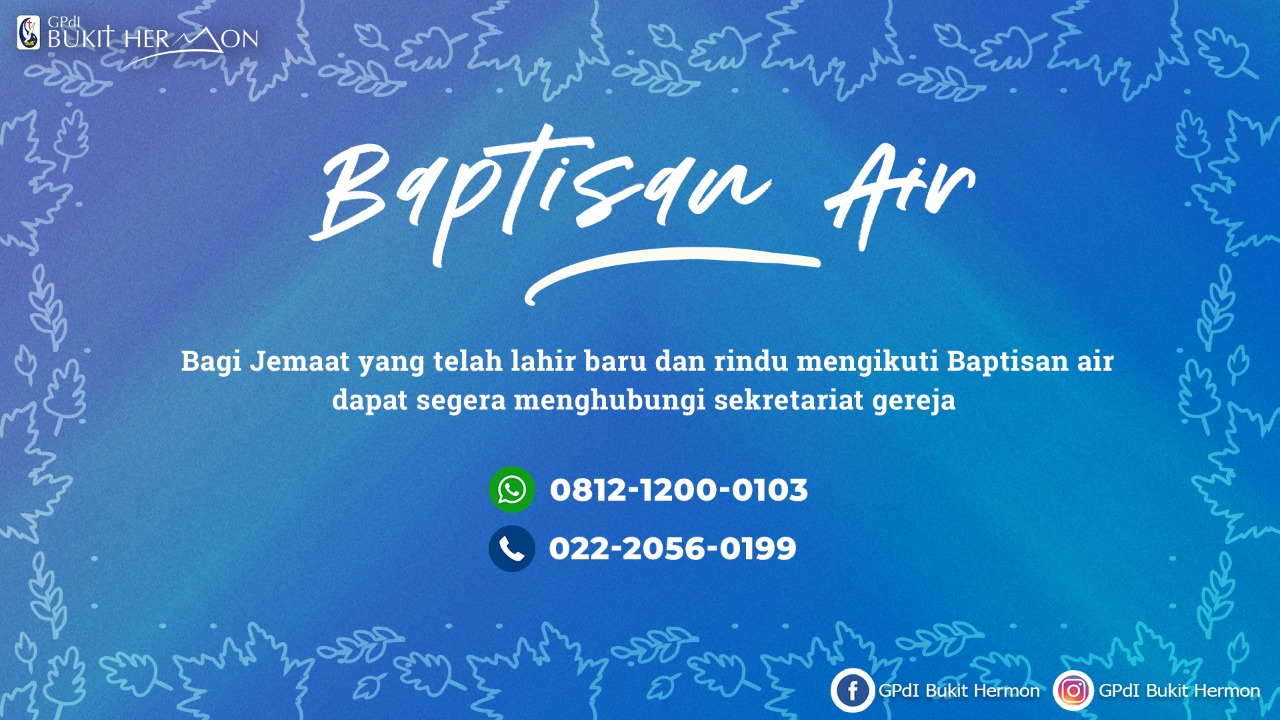 GPdI
BUKIT HERMON
Baptisan Air
Bagi Jemaat yang telah lahir baru dan rindu mengikuti Baptisan air
dapat segera menghubungi sekretariat gereja
0812-1200-0103
022-2056-0199
GPdI Bukit Hermon GPdI Bukit Hermon